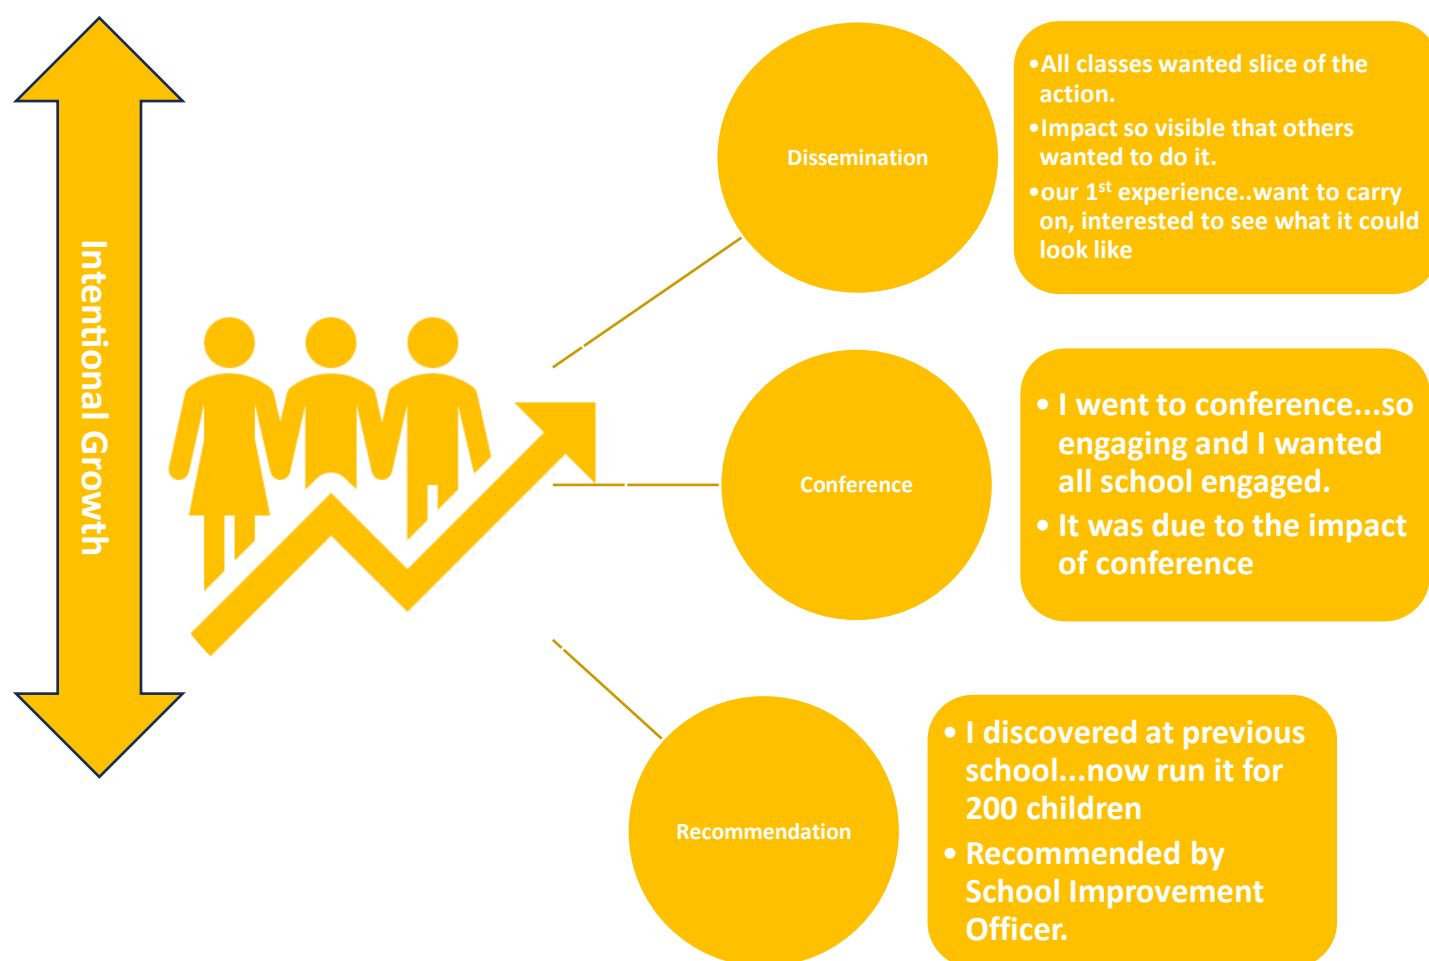 Intentional Growth
Dissemination
•All classes wanted slice of the
action.
•Impact so visible that others
wanted to do it.
•our 1st experience..want to carry
on, interested to see what it could
look like
Conference
• I went to conference...so
engaging and I wanted
all school engaged.
• It was due to the impact
of conference
Recommendation
• I discovered at previous
school...now run it for
200 children
• Recommended by
School Improvement
Officer.